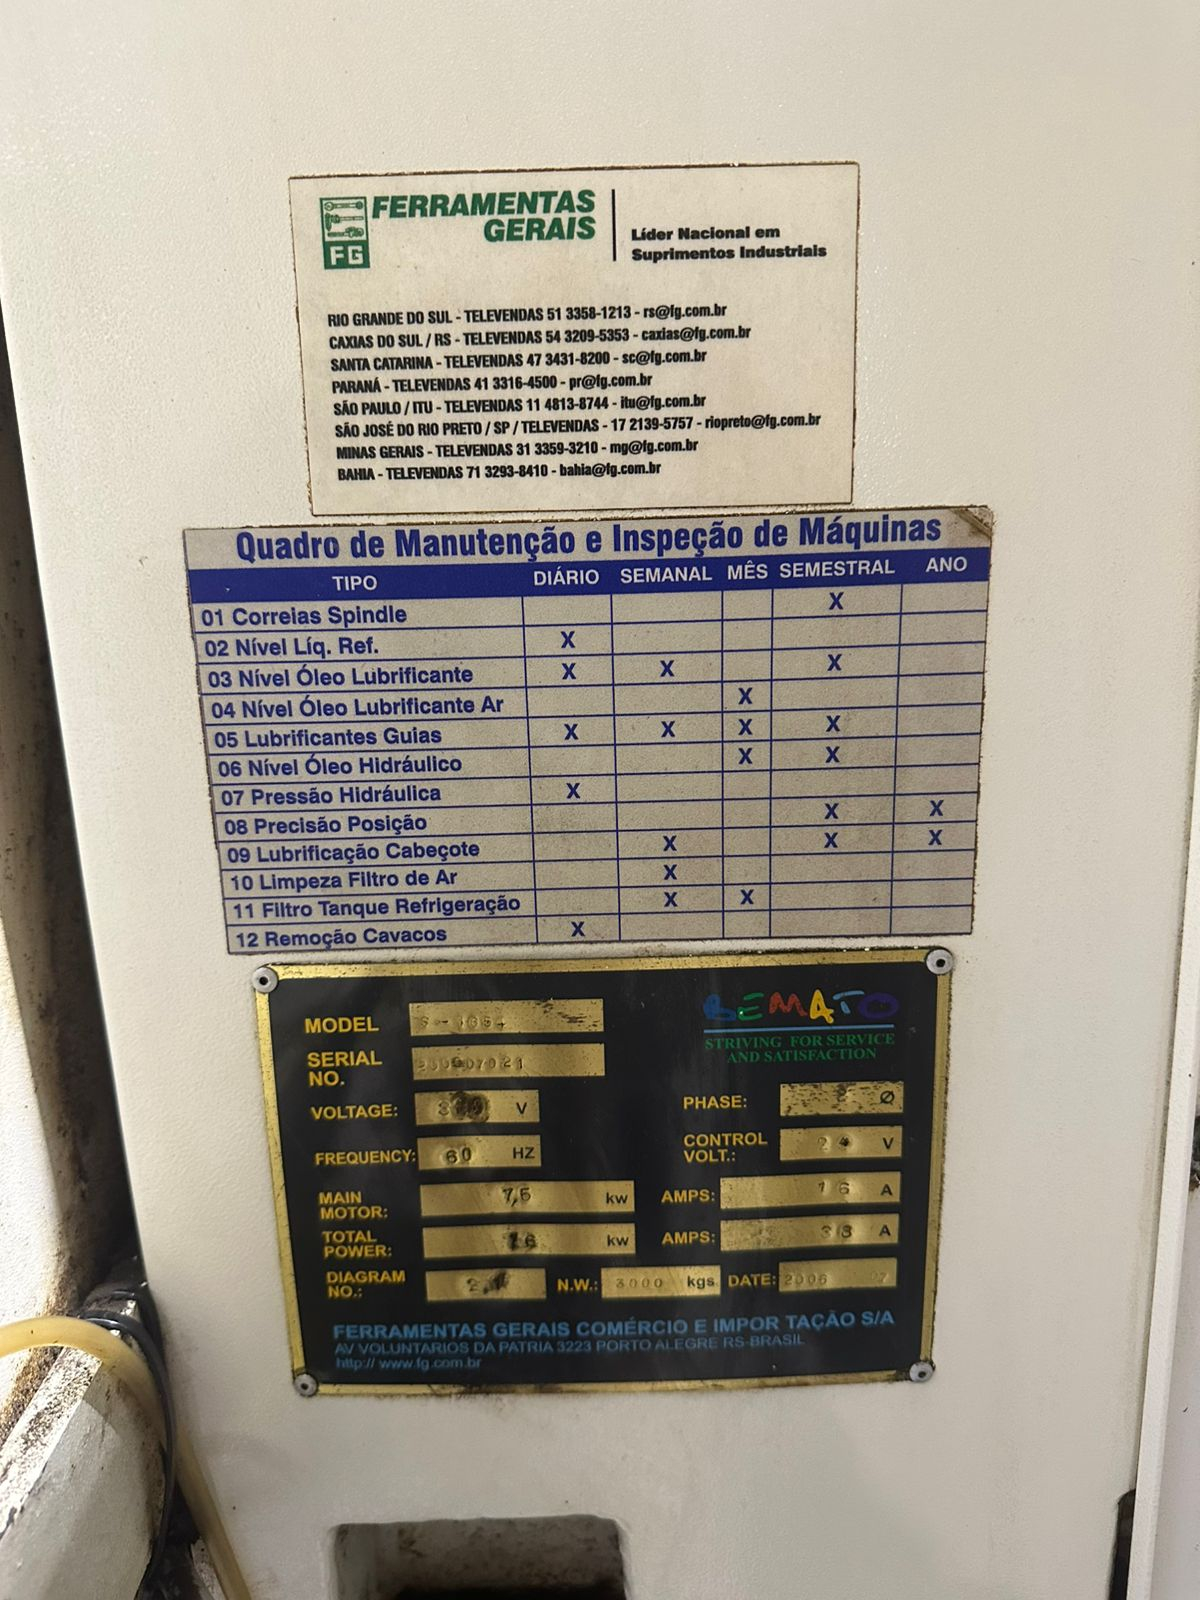 FERRAMENTAS
GERAIS
FG
Líder Nacional em
Suprimentos Industriais
RIO GRANDE DO SUL - TELEVENDAS 51 3358-1213 - rs@fg.com.br
CAXIAS DO SUL / RS - TELEVENDAS 54 3209-5353 - caxias@fg.com.br
SANTA CATARINA - TELEVENDAS 47 3431-8200 - sc@fg.com.br
PARANÁ - TELEVENDAS 41 3316-4500 - pr@fg.com.br
SÃO PAULO / ITU - TELEVENDAS 11 4813-8744 - itu@fg.com.br
SÃO JOSÉ DO RIO PRETO / SP / TELEVENDAS - 17 2139-5757 - riopreto@fg.com.br
MINAS GERAIS - TELEVENDAS 31 3359-3210 - mg@fg.com.br
BAHIA - TELEVENDAS 71 3293-8410 - bahia@fg.com.br
Quadro de Manutenção e Inspeção de Máquinas
TIPO DIÁRIO SEMANAL MÊS SEMESTRAL ANO
01 Correias Spindle X
02 Nível Líq. Ref. X
03 Nível Óleo Lubrificante X X X
04 Nível Óleo Lubrificante Ar X
05 Lubrificantes Guias X X X X
06 Nível Óleo Hidráulico X X
07 Pressão Hidráulica X
08 Precisão Posição X X
09 Lubrificação Cabeçote X X X
10 Limpeza Filtro de Ar X
11 Filtro Tanque Refrigeração X X
12 Remoção Cavacos X
BEMATO
STRIVING FOR SERVICE
AND SATISFACTION
MODEL
SERIAL
NO.
VOLTAGE: V PHASE: Ø
FREQUENCY: 60 HZ CONTROL
VOLT.: 24 V
MAIN
MOTOR: 7,5 kw AMPS: 16 A
TOTAL
POWER: kw AMPS: 38 A
DIAGRAM
NO.: N.W.: 3000 kgs DATE: 2006 07
FERRAMENTAS GERAIS COMÉRCIO E IMPOR TAÇÃO S/A
AV VOLUNTARIOS DA PATRIA 3223 PORTO ALEGRE RS-BRASIL
http:// www.fg.com.br